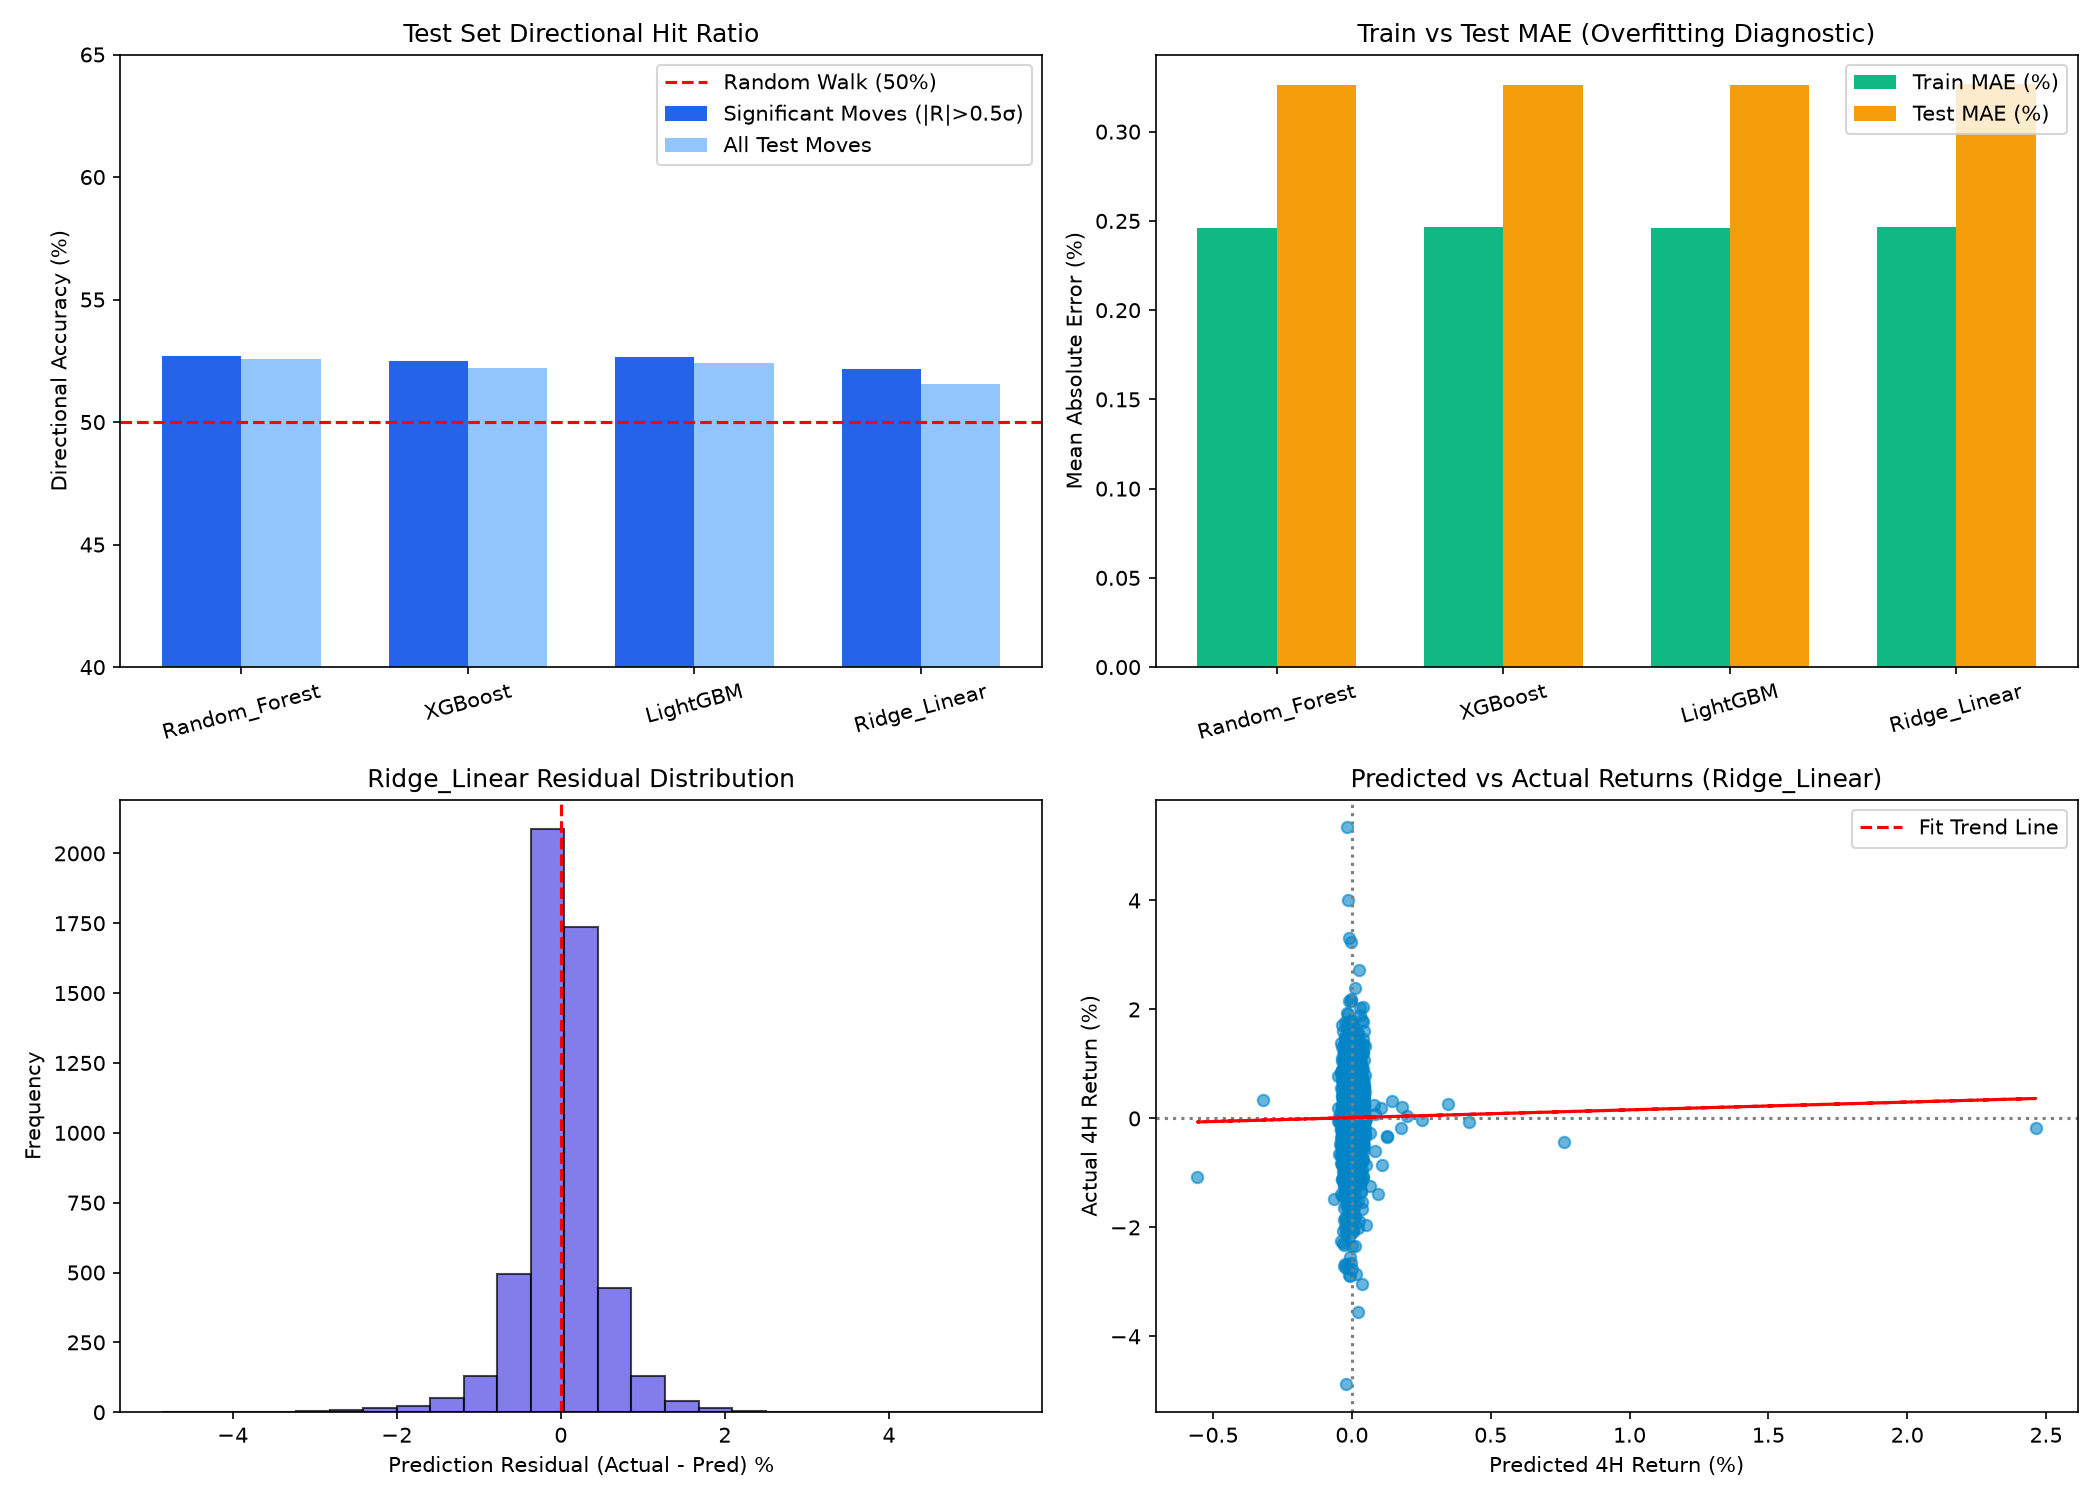 Test Set Directional Hit Ratio
Directional Accuracy (%)
65
60
55
50
45
40
Random Walk (50%)
Significant Moves (|R|>0.5σ)
All Test Moves
Random_Forest
XGBoost
LightGBM
Ridge_Linear
Train vs Test MAE (Overfitting Diagnostic)
Mean Absolute Error (%)
0.30
0.25
0.20
0.15
0.10
0.05
0.00
Train MAE (%)
Test MAE (%)
Random_Forest
XGBoost
LightGBM
Ridge_Linear
Ridge_Linear Residual Distribution
Frequency
2000
1750
1500
1250
1000
750
500
250
0
−4
−2
0
2
4
Prediction Residual (Actual - Pred) %
Predicted vs Actual Returns (Ridge_Linear)
Actual 4H Return (%)
4
2
0
−2
−4
Fit Trend Line
−0.5
0.0
0.5
1.0
1.5
2.0
2.5
Predicted 4H Return (%)